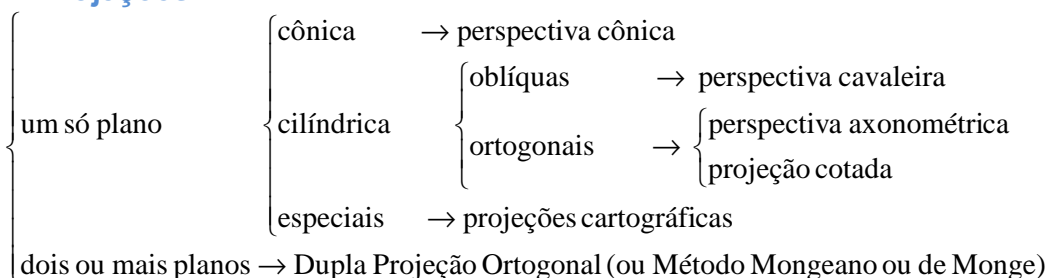 cônica → perspectiva cônica
oblíquas → perspectiva cavaleira
um só plano cilíndrica perspectiva axonométrica
ortogonais →
projeção cotada
especiais → projeções cartográficas
dois ou mais planos → Dupla Projeção Ortogonal (ou Método Mongeano ou de Monge)